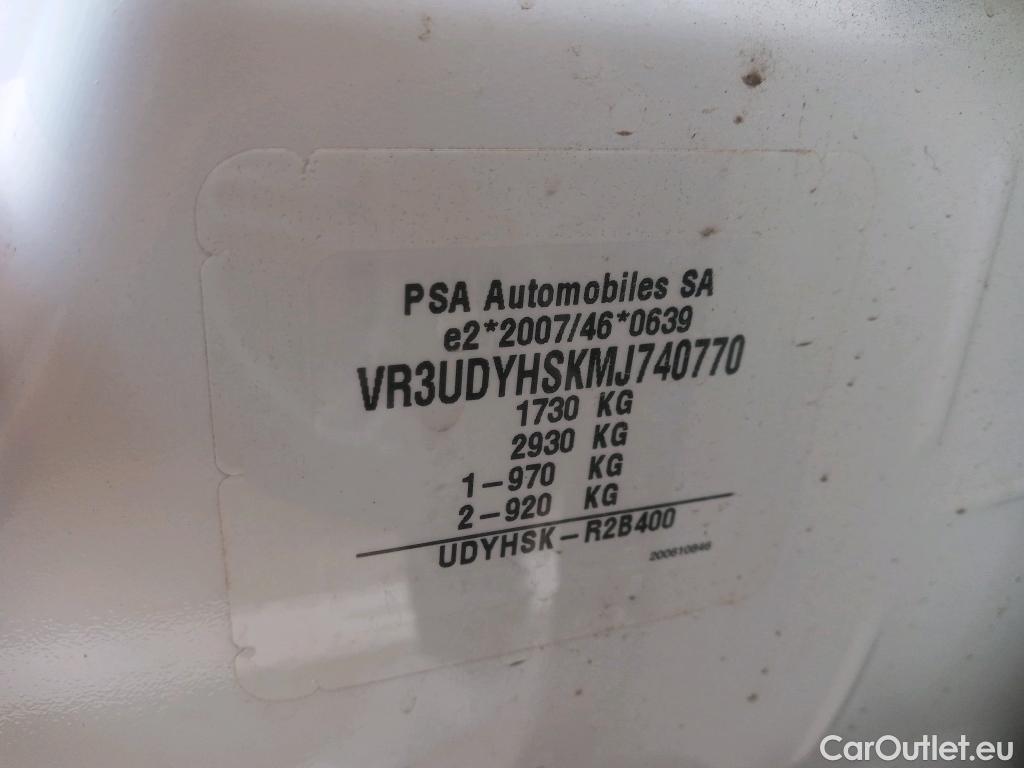 PSA Automobiles SA
e2*2007/46*0639
VR3UDYHSKMJ740770
1730 KG
2930 KG
1-970 KG
2-920 KG
UDYHSK-R2B400
200610846
CarOutlet.eu